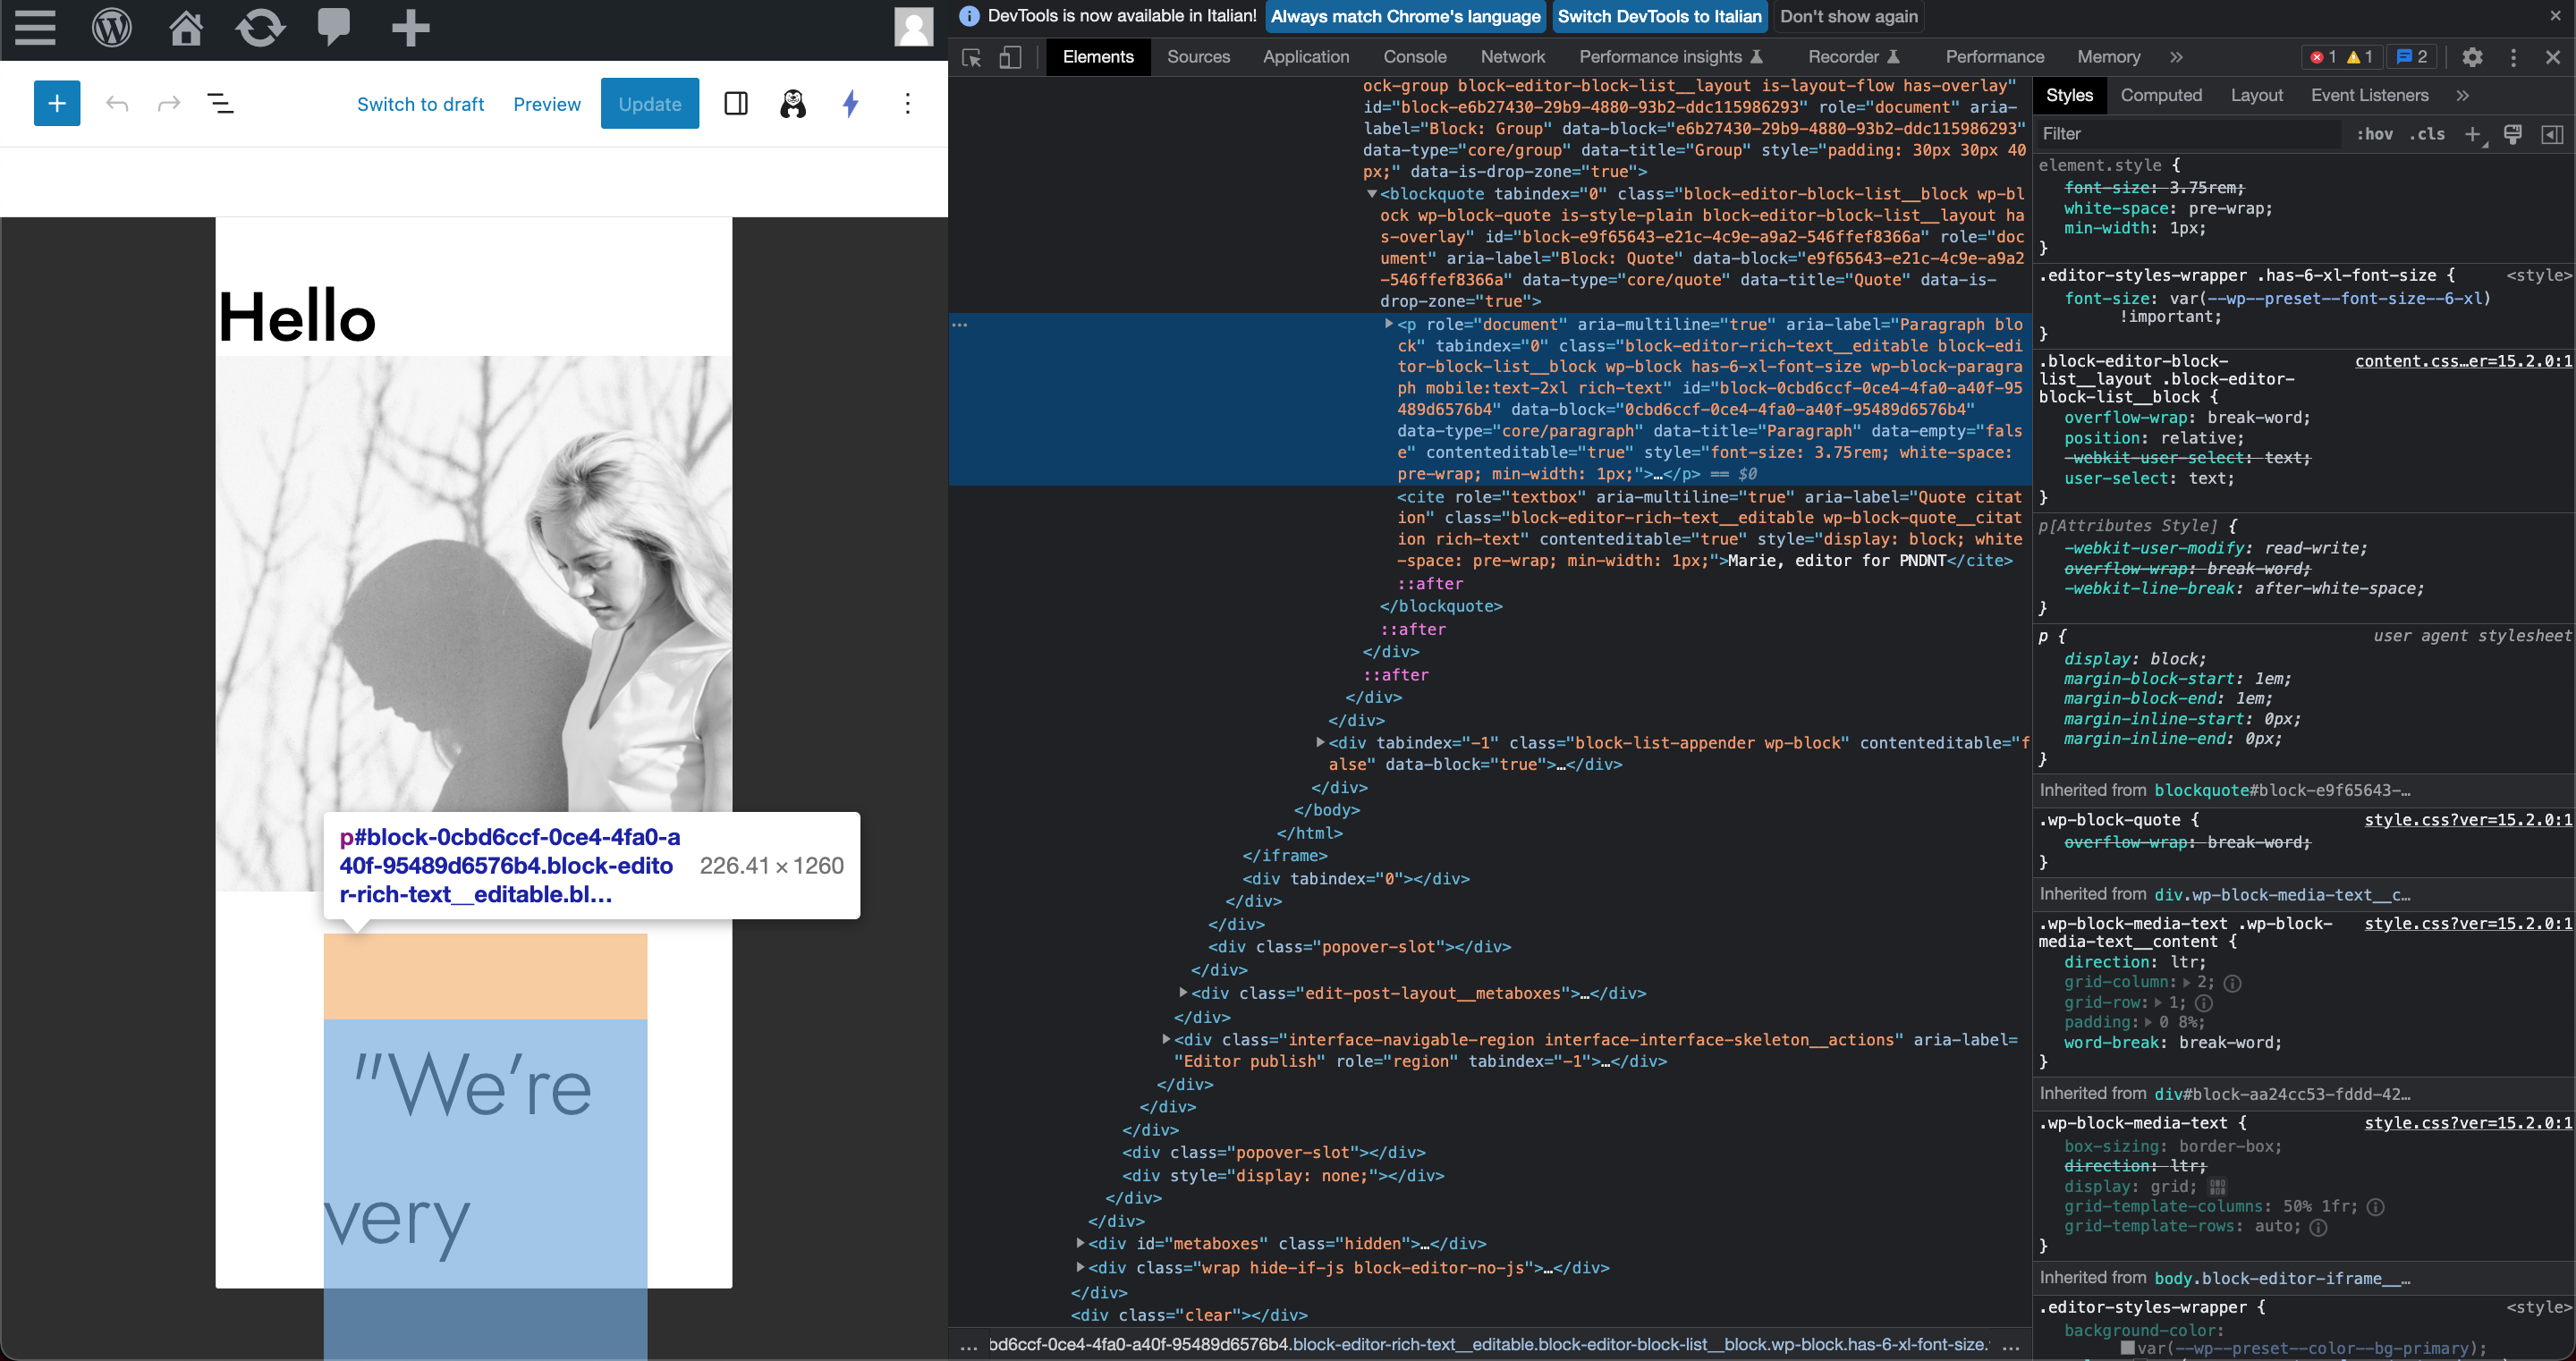 Switch to draft
Preview
Update
Hello
p#block-0cbd6ccf-0ce4-4fa0-a
40f-95489d6576b4.block-edito
r-rich-text__editable.bl…
226.41 × 1260
"We’re
very
DevTools is now available in Italian!
Always match Chrome's language
Switch DevTools to Italian
Don't show again
Elements
Sources
Application
Console
Network
Performance insights
Recorder
Performance
Memory
1
1
2
ock-group block-editor-block-list__layout is-layout-flow has-overlay"
id="block-e6b27430-29b9-4880-93b2-ddc115986293" role="document" aria-
label="Block: Group" data-block="e6b27430-29b9-4880-93b2-ddc115986293"
data-type="core/group" data-title="Group" style="padding: 30px 30px 40
px;" data-is-drop-zone="true">
<blockquote tabindex="0" class="block-editor-block-list__block wp-bl
ock wp-block-quote is-style-plain block-editor-block-list__layout ha
s-overlay" id="block-e9f65643-e21c-4c9e-a9a2-546ffef8366a" role="doc
ument" aria-label="Block: Quote" data-block="e9f65643-e21c-4c9e-a9a2
-546ffef8366a" data-type="core/quote" data-title="Quote" data-is-
drop-zone="true">
<p role="document" aria-multiline="true" aria-label="Paragraph blo
ck" tabindex="0" class="block-editor-rich-text__editable block-edi
tor-block-list__block wp-block has-6-xl-font-size wp-block-paragra
ph mobile:text-2xl rich-text" id="block-0cbd6ccf-0ce4-4fa0-a40f-95
489d6576b4" data-block="0cbd6ccf-0ce4-4fa0-a40f-95489d6576b4"
data-type="core/paragraph" data-title="Paragraph" data-empty="fals
e" contenteditable="true" style="font-size: 3.75rem; white-space:
pre-wrap; min-width: 1px;">…</p> == $0
<cite role="textbox" aria-multiline="true" aria-label="Quote citat
ion" class="block-editor-rich-text__editable wp-block-quote__citat
ion rich-text" contenteditable="true" style="display: block; white
-space: pre-wrap; min-width: 1px;">Marie, editor for PNDNT</cite>
::after
</blockquote>
::after
</div>
::after
</div>
</div>
<div tabindex="-1" class="block-list-appender wp-block" contenteditable="f
alse" data-block="true">…</div>
</div>
</body>
</html>
</iframe>
<div tabindex="0"></div>
</div>
</div>
<div class="popover-slot"></div>
</div>
<div class="edit-post-layout__metaboxes">…</div>
</div>
<div class="interface-navigable-region interface-interface-skeleton__actions" aria-label=
"Editor publish" role="region" tabindex="-1">…</div>
</div>
</div>
</div>
<div class="popover-slot"></div>
<div style="display: none;"></div>
</div>
</div>
<div id="metaboxes" class="hidden">…</div>
<div class="wrap hide-if-js block-editor-no-js">…</div>
</div>
<div class="clear"></div>
… bd6ccf-0ce4-4fa0-a40f-95489d6576b4.block-editor-rich-text__editable.block-editor-block-list__block.wp-block.has-6-xl-font-size. …
Styles
Computed
Layout
Event Listeners
Filter
:hov
.cls
element.style {
font-size: 3.75rem;
white-space: pre-wrap;
min-width: 1px;
}
.editor-styles-wrapper .has-6-xl-font-size {
<style>
font-size: var(--wp--preset--font-size--6-xl)
!important;
}
.block-editor-block-
content.css…er=15.2.0:1
list__layout .block-editor-
block-list__block {
overflow-wrap: break-word;
position: relative;
-webkit-user-select: text;
user-select: text;
}
p[Attributes Style] {
-webkit-user-modify: read-write;
overflow-wrap: break-word;
-webkit-line-break: after-white-space;
}
p {
user agent stylesheet
display: block;
margin-block-start: 1em;
margin-block-end: 1em;
margin-inline-start: 0px;
margin-inline-end: 0px;
}
Inherited from blockquote#block-e9f65643-…
.wp-block-quote {
style.css?ver=15.2.0:1
overflow-wrap: break-word;
}
Inherited from div.wp-block-media-text__c…
.wp-block-media-text .wp-block-
style.css?ver=15.2.0:1
media-text__content {
direction: ltr;
grid-column: 2;
grid-row: 1;
padding: 0 8%;
word-break: break-word;
}
Inherited from div#block-aa24cc53-fddd-42…
.wp-block-media-text {
style.css?ver=15.2.0:1
box-sizing: border-box;
direction: ltr;
display: grid;
grid-template-columns: 50% 1fr;
grid-template-rows: auto;
}
Inherited from body.block-editor-iframe__…
.editor-styles-wrapper {
<style>
background-color:
var(--wp--preset--color--bg-primary);